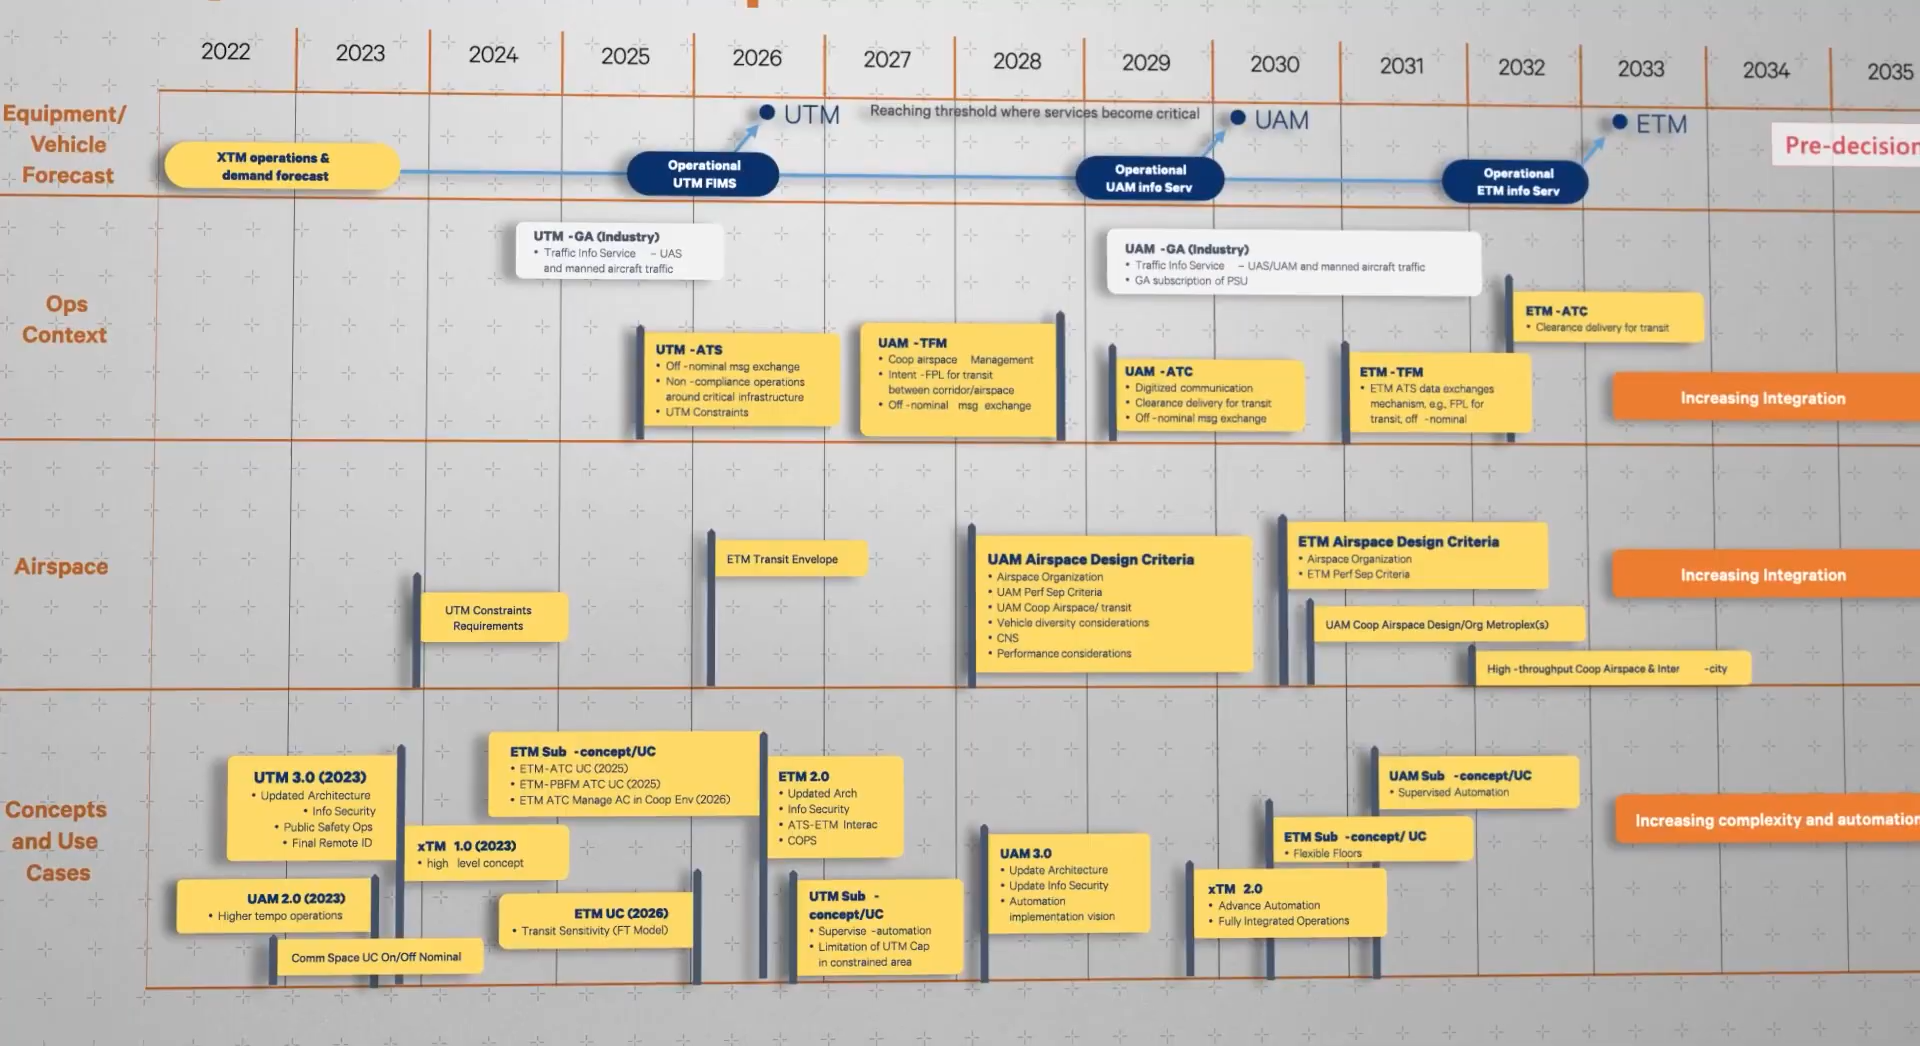 2022 2023 2024 2025 2026 2027 2028 2029 2030 2031 2032 2033 2034 2035
Equipment/
Vehicle
Forecast
XTM operations &
demand forecast
Operational
UTM FIMS
UTM
Reaching threshold where services become critical
Operational
UAM info Serv
UAM
Operational
ETM info Serv
ETM
Pre-decision
Ops
Context
UTM -GA (Industry)
• Traffic Info Service – UAS
and manned aircraft traffic
UAM -GA (Industry)
• Traffic Info Service – UAS/UAM and manned aircraft traffic
• GA subscription of PSU
UTM -ATS
• Off -nominal msg exchange
• Non -compliance operations
around critical infrastructure
• UTM Constraints
UAM -TFM
• Coop airspace Management
• Intent -FPL for transit
between corridor/airspace
• Off -nominal msg exchange
UAM -ATC
• Digitized communication
• Clearance delivery for transit
• Off -nominal msg exchange
ETM -TFM
• ETM ATS data exchanges
mechanism, e.g., FPL for
transit, off -nominal
ETM -ATC
• Clearance delivery for transit
Increasing Integration
Airspace
UTM Constraints
Requirements
ETM Transit Envelope
UAM Airspace Design Criteria
• Airspace Organization
• UAM Perf Sep Criteria
• UAM Coop Airspace/ transit
• Vehicle diversity considerations
• CNS
• Performance considerations
ETM Airspace Design Criteria
• Airspace Organization
• ETM Perf Sep Criteria
UAM Coop Airspace Design/Org Metroplex(s)
High -throughput Coop Airspace & Inter -city
Increasing Integration
Concepts
and Use
Cases
UTM 3.0 (2023)
• Updated Architecture
• Info Security
• Public Safety Ops
• Final Remote ID
UAM 2.0 (2023)
• Higher tempo operations
Comm Space UC On/Off Nominal
xTM 1.0 (2023)
• high level concept
ETM Sub -concept/UC
• ETM-ATC UC (2025)
• ETM-PBFM ATC UC (2025)
• ETM ATC Manage AC in Coop Env (2026)
ETM UC (2026)
• Transit Sensitivity (FT Model)
ETM 2.0
• Updated Arch
• Info Security
• ATS-ETM Interac
• COPS
UTM Sub -
concept/UC
• Supervise -automation
• Limitation of UTM Cap
in constrained area
UAM 3.0
• Update Architecture
• Update Info Security
• Automation
implementation vision
xTM 2.0
• Advance Automation
• Fully Integrated Operations
ETM Sub -concept/ UC
• Flexible Floors
UAM Sub -concept/UC
• Supervised Automation
Increasing complexity and automation